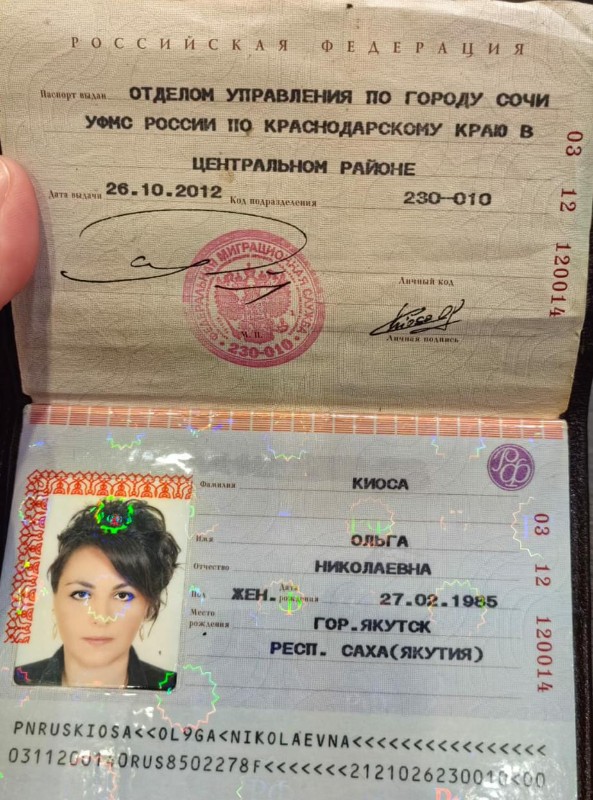 РОССИЙСКАЯ ФЕДЕРАЦИЯ
Паспорт выдан ОТДЕЛОМ УПРАВЛЕНИЯ ПО ГОРОДУ СОЧИ
УФМС РОССИИ ПО КРАСНОДАРСКОМУ КРАЮ В
ЦЕНТРАЛЬНОМ РАЙОНЕ
Дата выдачи 26.10.2012 Код подразделения 230-010
03 12 120014
ФЕДЕРАЛЬНАЯ МИГРАЦИОННАЯ СЛУЖБА
230-010
М. П.
Личный код
Личная подпись
РФ
Фамилия КИОСА
Имя ОЛЬГА
Отчество НИКОЛАЕВНА
Пол ЖЕН. Дата рождения 27.02.1985
Место рождения ГОР.ЯКУТСК
РЕСП. САХА(ЯКУТИЯ)
03 12 120014
PNRUSKIOSA<<OL9GA<NIKOLAEVNA<<<<<<<<<<<<<<<<
0311200140RUS8502278F<<<<<<<2121026230010<00